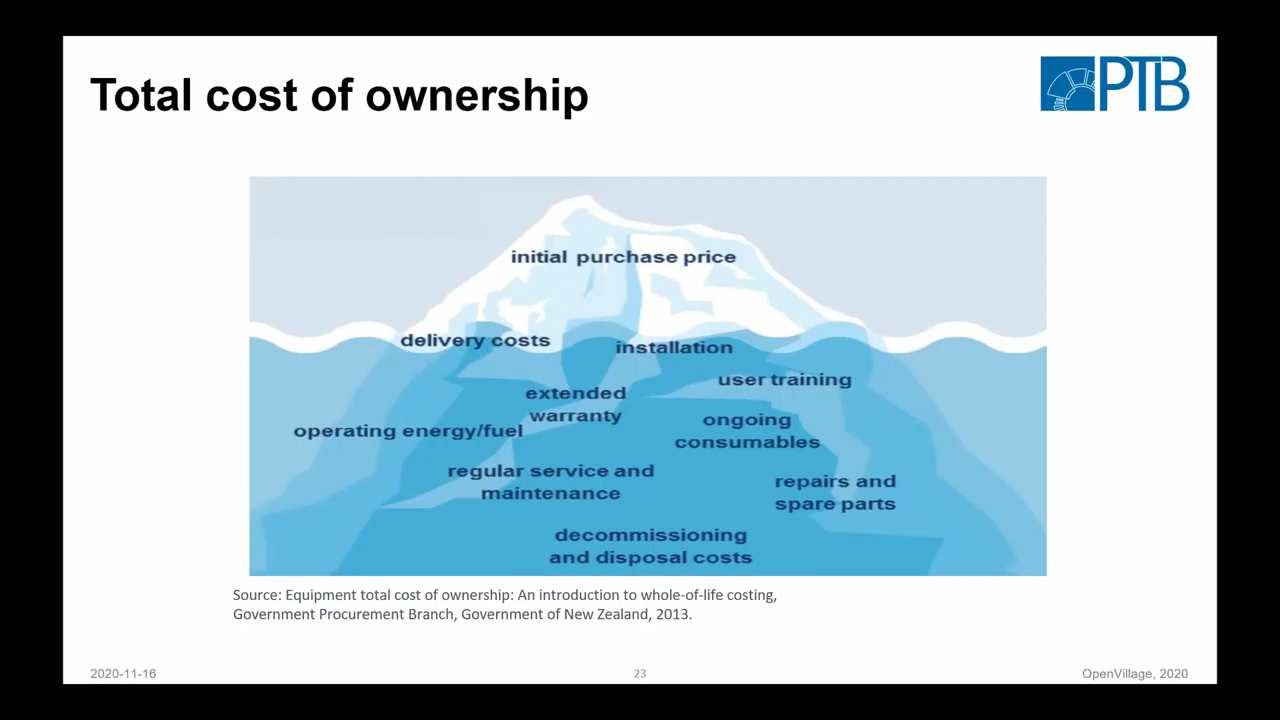 Total cost of ownership
PTB
initial purchase price
delivery costs
installation
user training
extended
warranty
ongoing
consumables
operating energy/fuel
regular service and
maintenance
repairs and
spare parts
decommissioning
and disposal costs
Source: Equipment total cost of ownership: An introduction to whole-of-life costing,
Government Procurement Branch, Government of New Zealand, 2013.
2020-11-16
23
OpenVillage, 2020